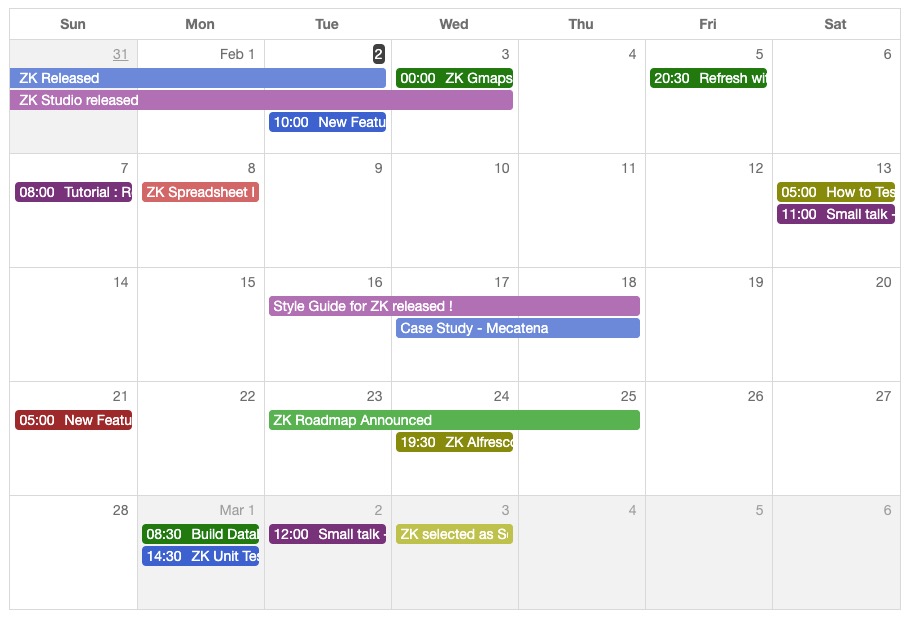 Sun Mon Tue Wed Thu Fri Sat
31 Feb 1 2 3 4 5 6
ZK Released 00:00 ZK Gmaps 20:30 Refresh
ZK Studio released
10:00 New Featu
7 8 9 10 11 12 13
08:00 Tutorial : ZK Spreadsheet 05:00 How to Tes
11:00 Small talk -
14 15 16 17 18 19 20
Style Guide for ZK released !
Case Study - Mecatena
21 22 23 24 25 26 27
05:00 New Featu ZK Roadmap Announced
19:30 ZK Alfresco
28 Mar 1 2 3 4 5 6
08:30 Build Datal 12:00 Small talk - ZK selected as
14:30 ZK Unit Tes